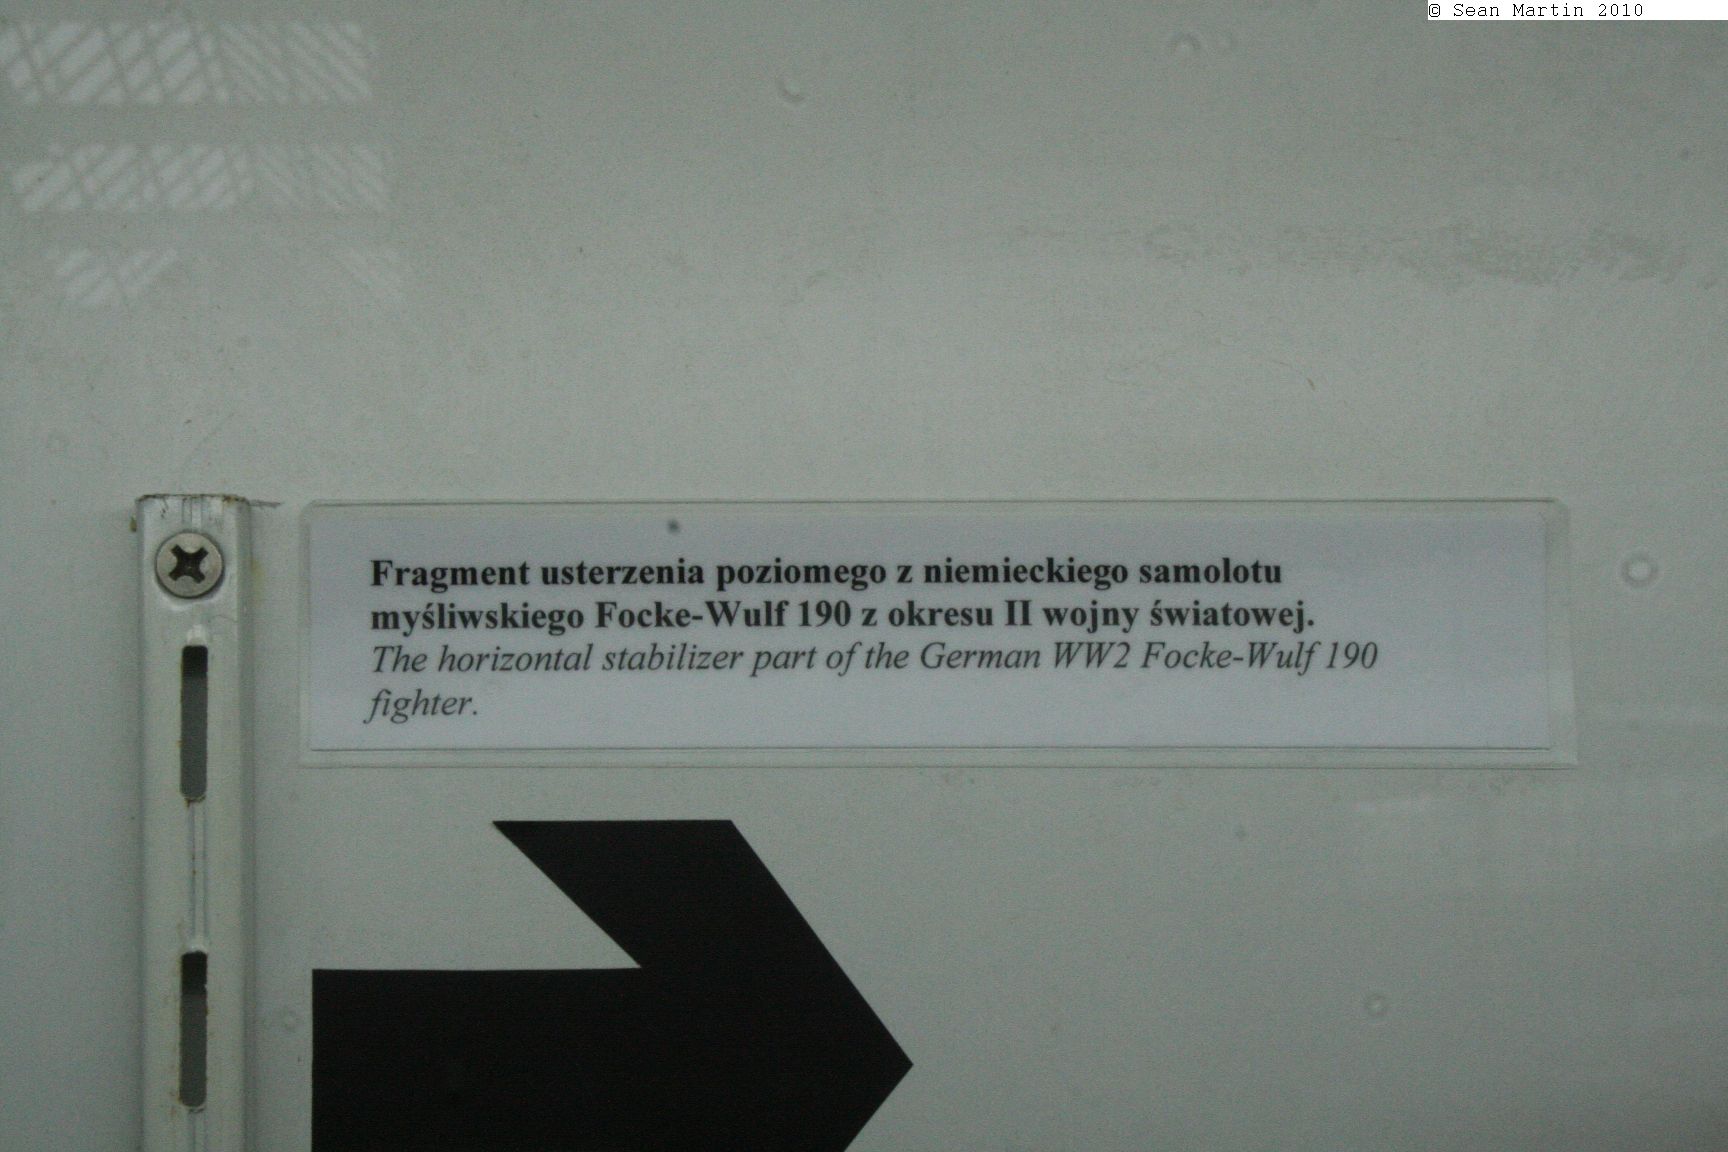 © Sean Martin 2010
Fragment usterzenia poziomego z niemieckiego samolotu
myśliwskiego Focke-Wulf 190 z okresu II wojny światowej.
The horizontal stabilizer part of the German WW2 Focke-Wulf 190
fighter.